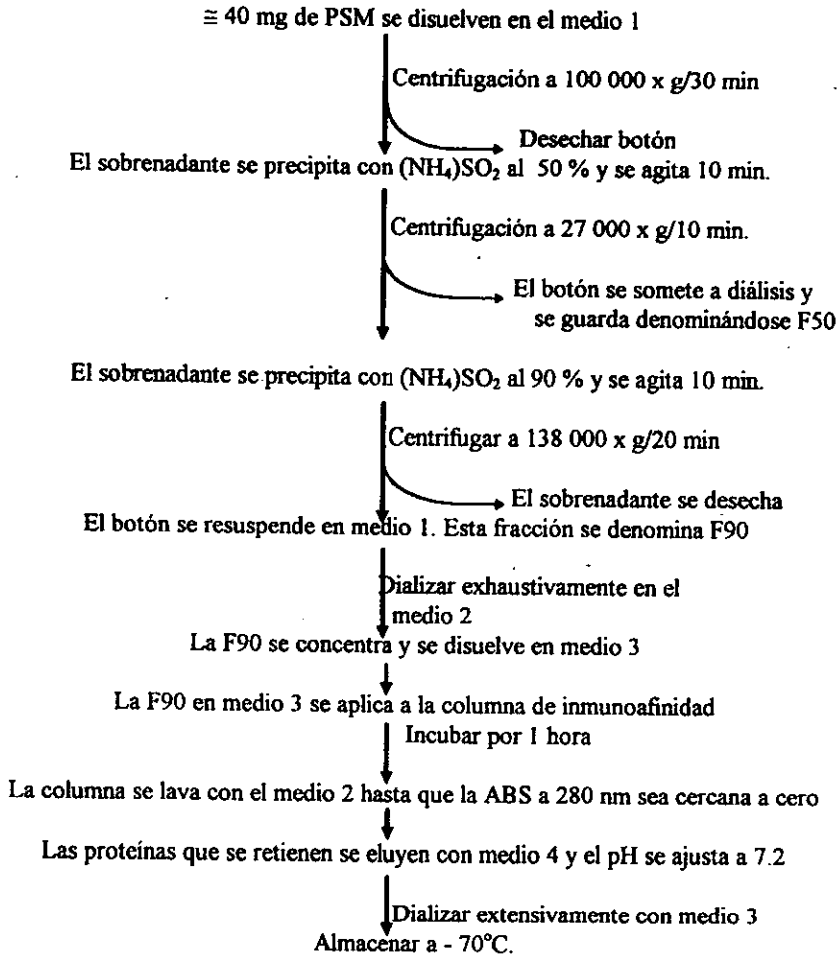 ≅ 40 mg de PSM se disuelven en el medio 1
Centrifugación a 100 000 x g/30 min
Desechar botón
El sobrenadante se precipita con (NH₄)SO₂ al 50 % y se agita 10 min.
Centrifugación a 27 000 x g/10 min.
El botón se somete a diálisis y
se guarda denominándose F50
El sobrenadante se precipita con (NH₄)SO₂ al 90 % y se agita 10 min.
Centrifugar a 138 000 x g/20 min
El sobrenadante se desecha
El botón se resuspende en medio 1. Esta fracción se denomina F90
Dializar exhaustivamente en el
medio 2
La F90 se concentra y se disuelve en medio 3
La F90 en medio 3 se aplica a la columna de inmunoafinidad
Incubar por 1 hora
La columna se lava con el medio 2 hasta que la ABS a 280 nm sea cercana a cero
Las proteínas que se retienen se eluyen con medio 4 y el pH se ajusta a 7.2
Dializar extensivamente con medio 3
Almacenar a - 70°C.